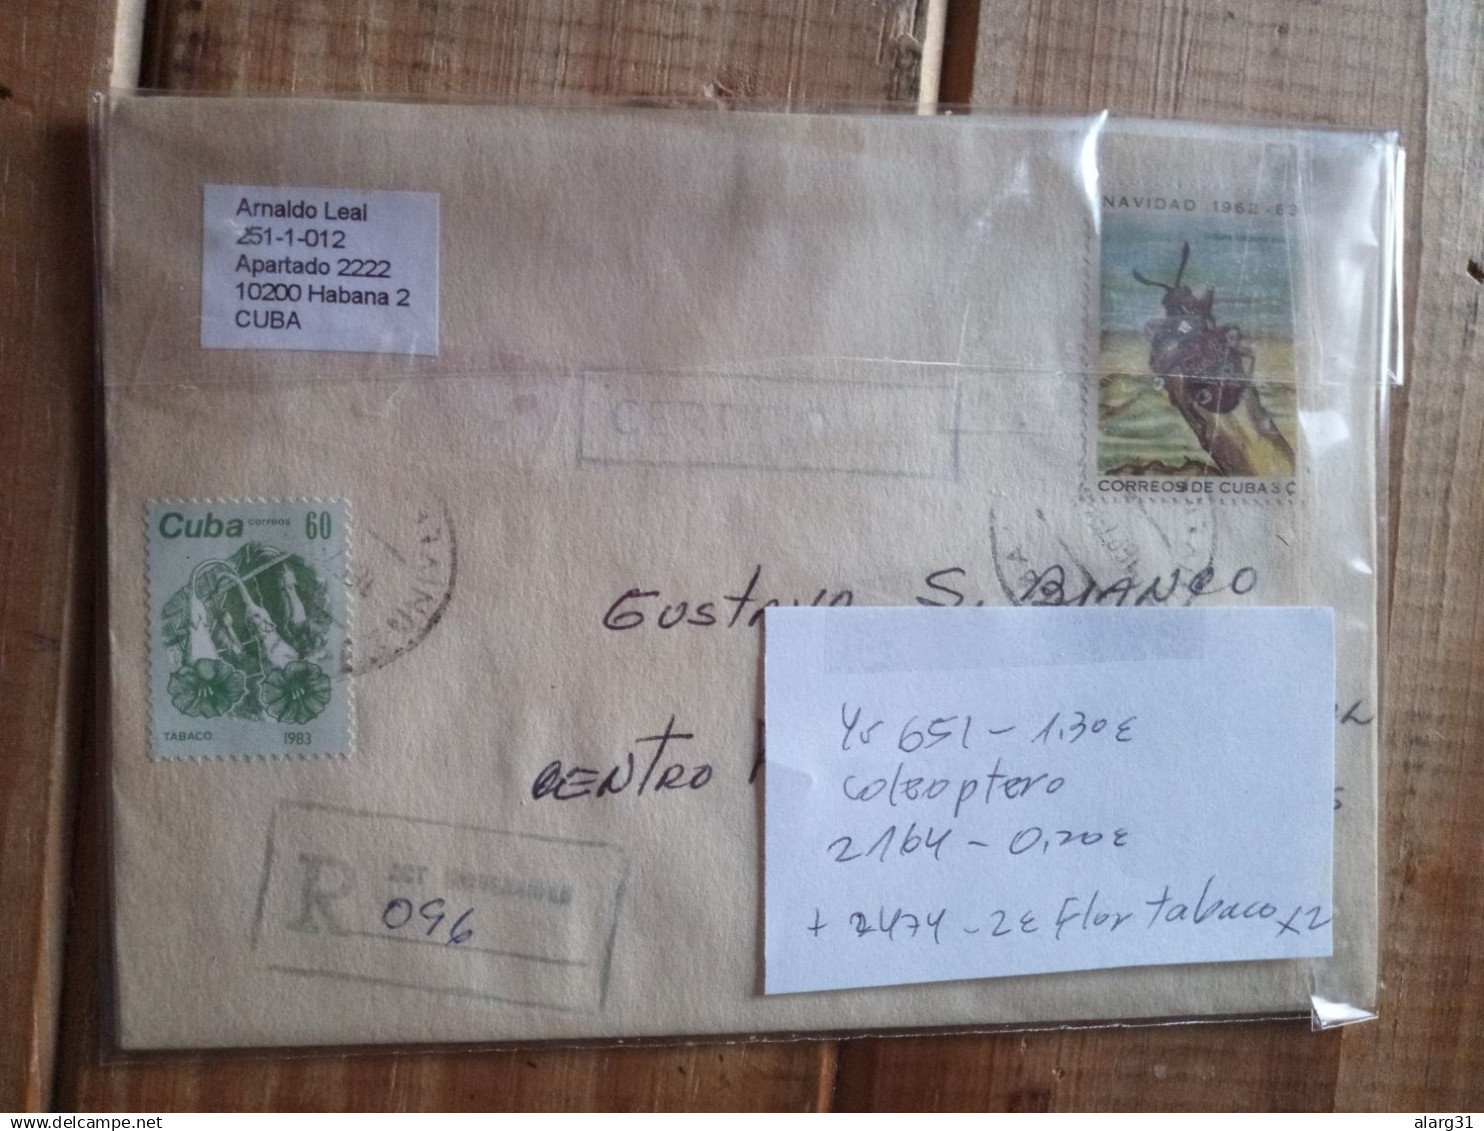 Arnaldo Leal
251-1-012
Apartado 2222
10200 Habana 2
CUBA
NAVIDAD 1962-63
CORREOS DE CUBA 3 C
Cuba correos 60
TABACO 1983
S. BIANCO
CENTRO
R
096
Yv 651 - 1.30€
coleoptero
2164 - 0,20€
+ 2474 - 2€ Flor tabaco x2
alarg31